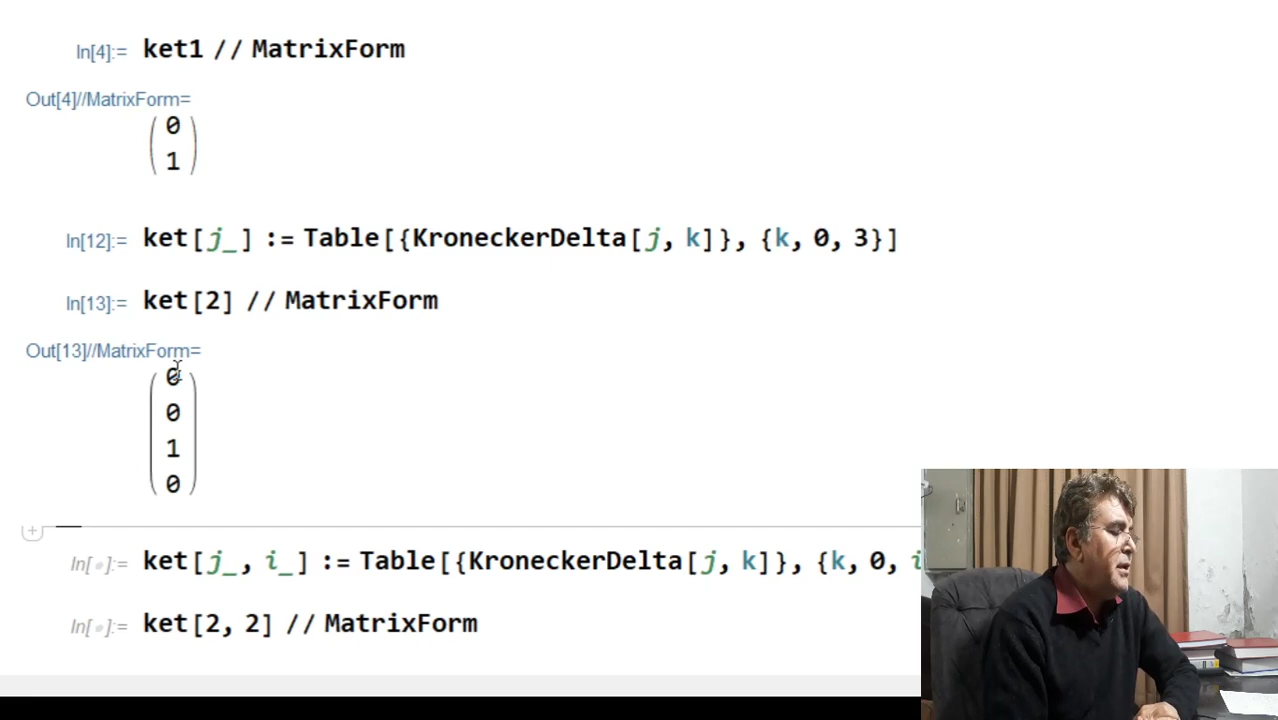 In[4]:= ket1 // MatrixForm
Out[4]//MatrixForm=
0
1
In[12]:= ket[j_] := Table[{KroneckerDelta[j, k]}, {k, 0, 3}]
In[13]:= ket[2] // MatrixForm
Out[13]//MatrixForm=
0
0
1
0
In[◦]:= ket[j_, i_] := Table[{KroneckerDelta[j, k]}, {k, 0, i
In[◦]:= ket[2, 2] // MatrixForm